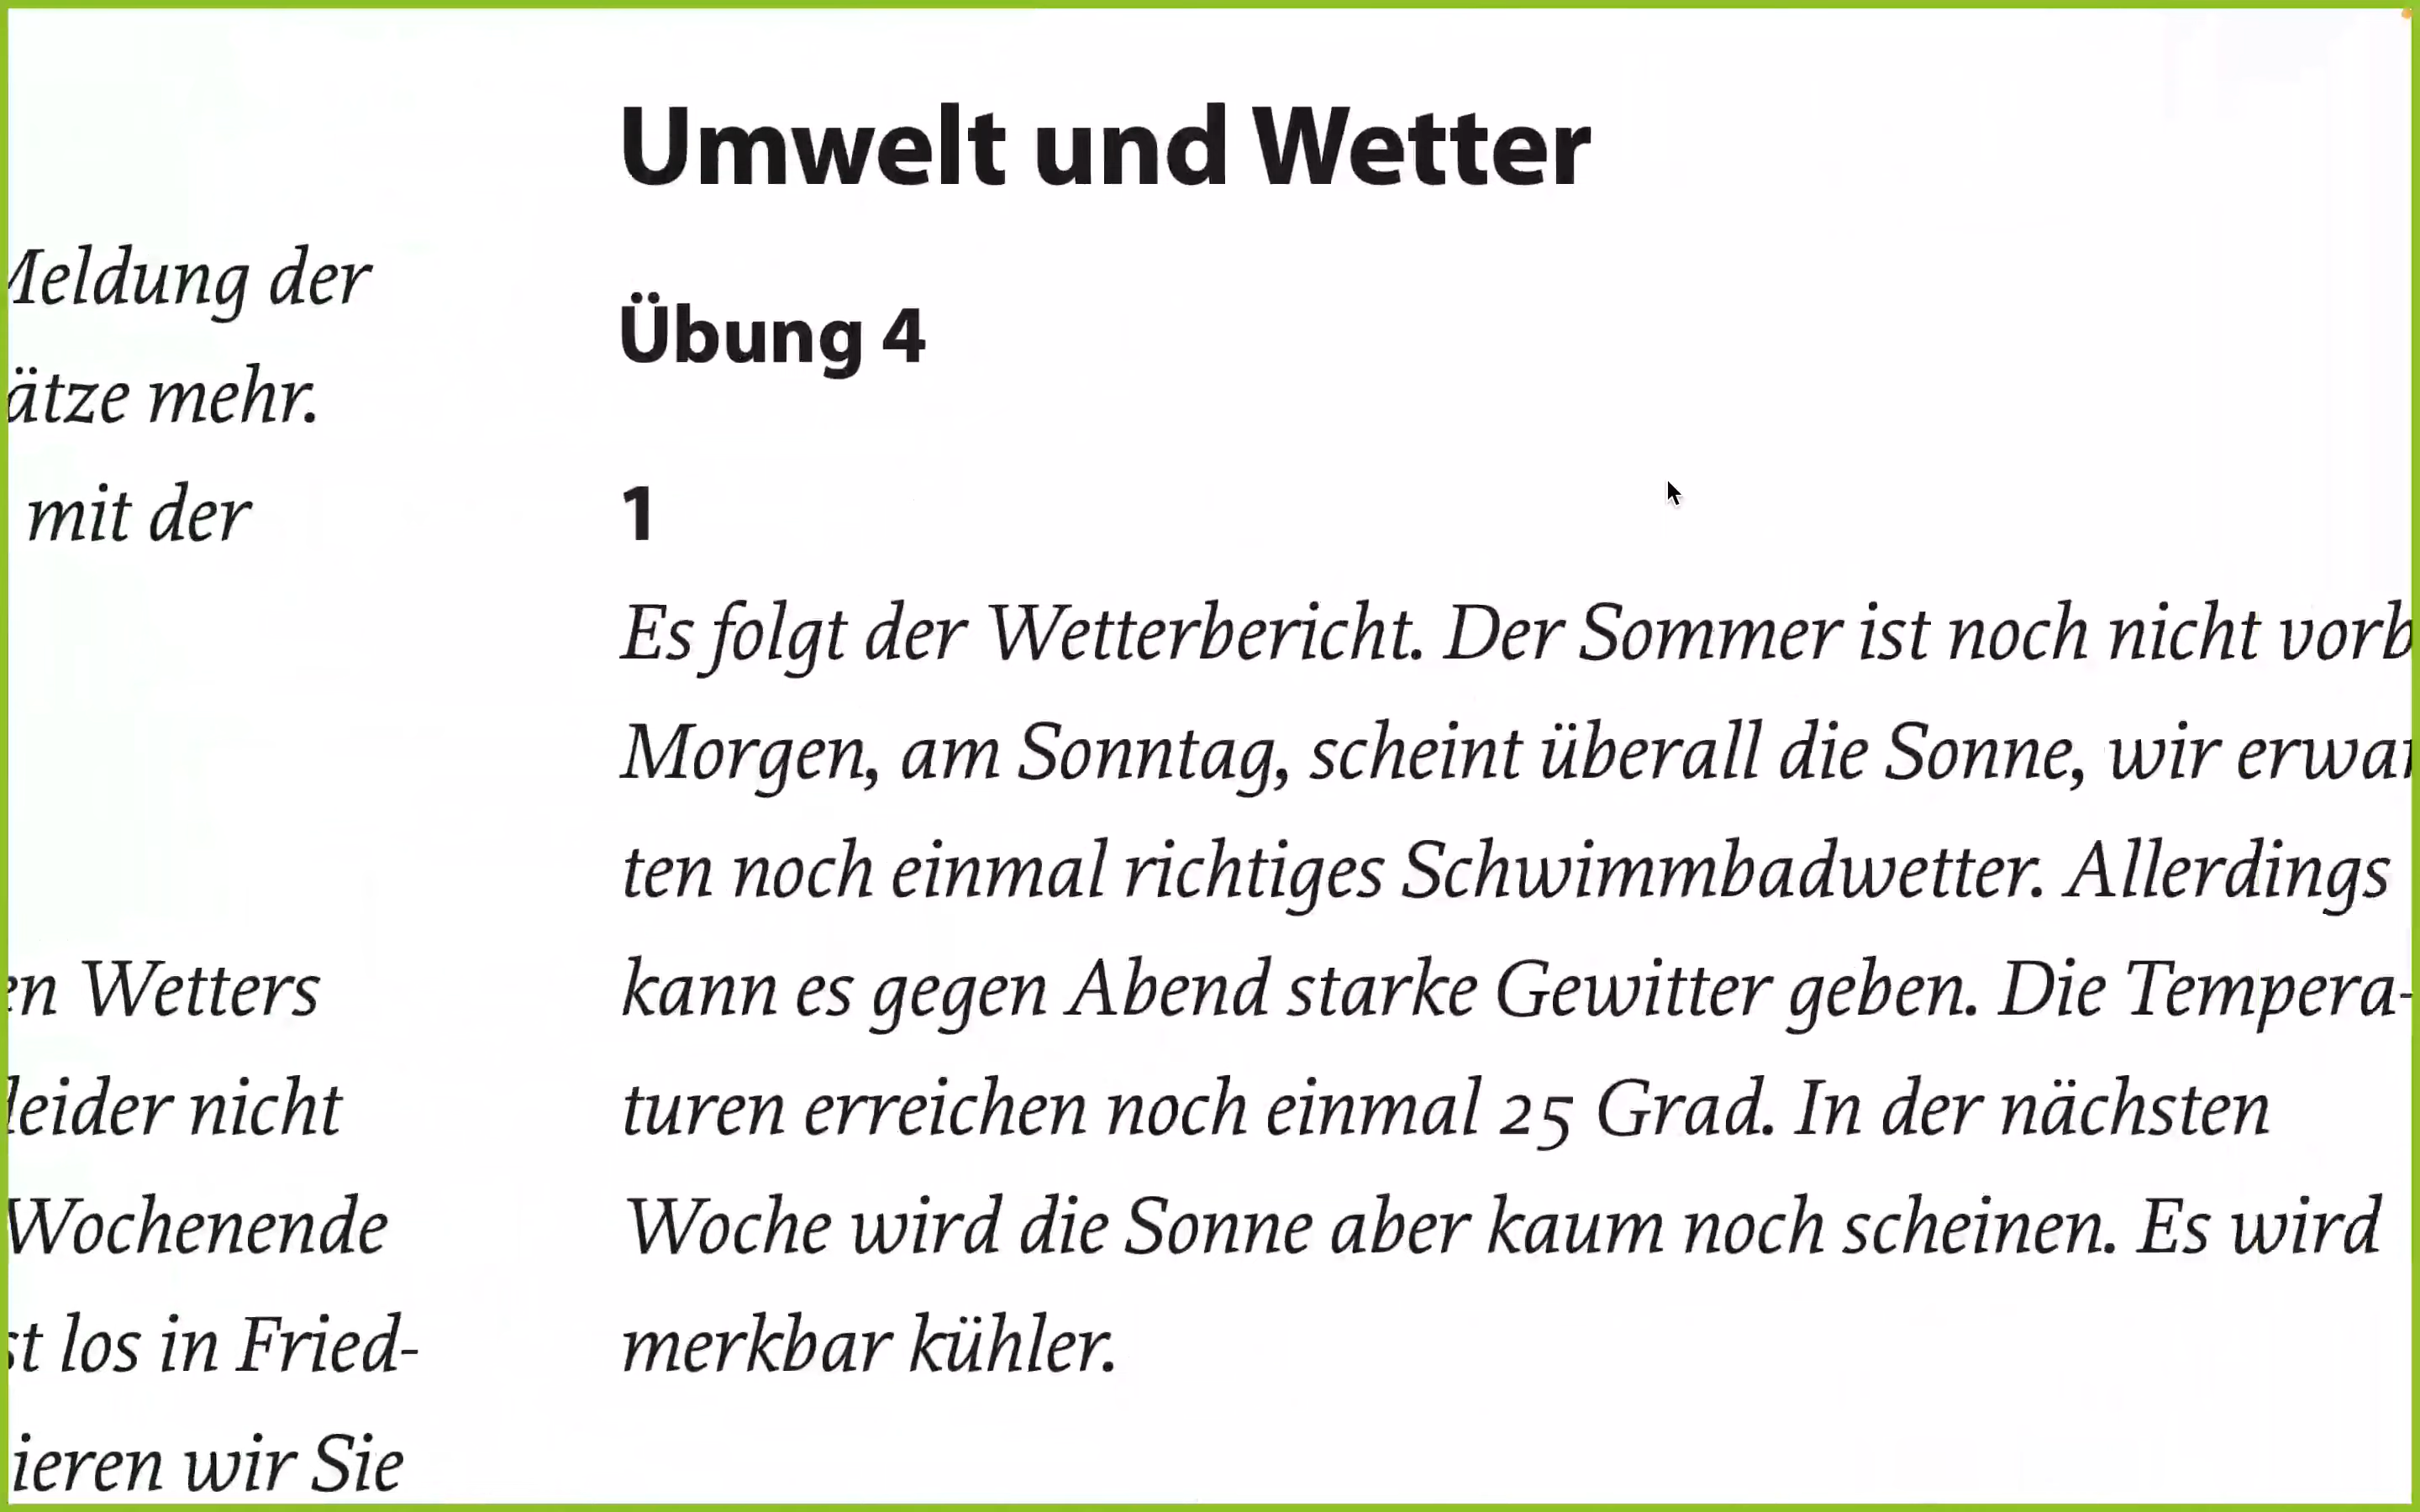 Meldung der
ätze mehr.
mit der
en Wetters
leider nicht
Wochenende
st los in Fried-
ieren wir Sie
Umwelt und Wetter
Übung 4
1
Es folgt der Wetterbericht. Der Sommer ist noch nicht vorb
Morgen, am Sonntag, scheint überall die Sonne, wir erwar
ten noch einmal richtiges Schwimmbadwetter. Allerdings
kann es gegen Abend starke Gewitter geben. Die Tempera-
turen erreichen noch einmal 25 Grad. In der nächsten
Woche wird die Sonne aber kaum noch scheinen. Es wird
merkbar kühler.